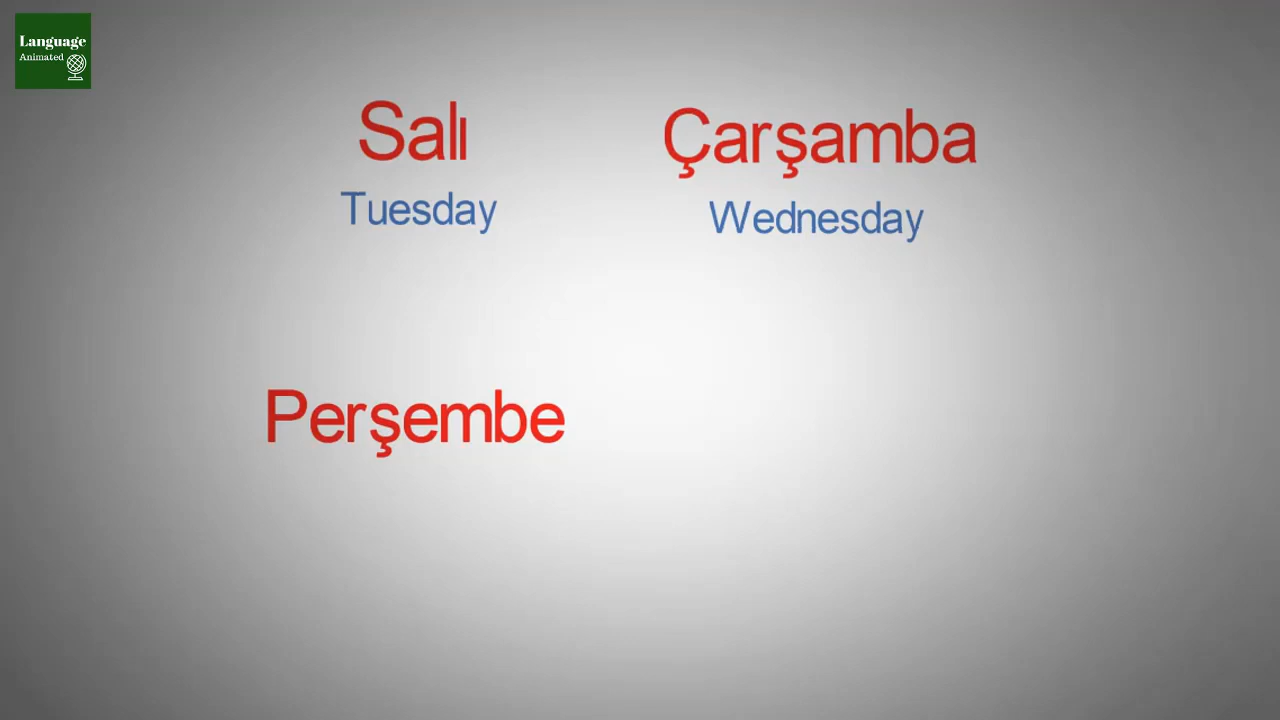 Language
Animated
Salı
Tuesday
Çarşamba
Wednesday
Perşembe